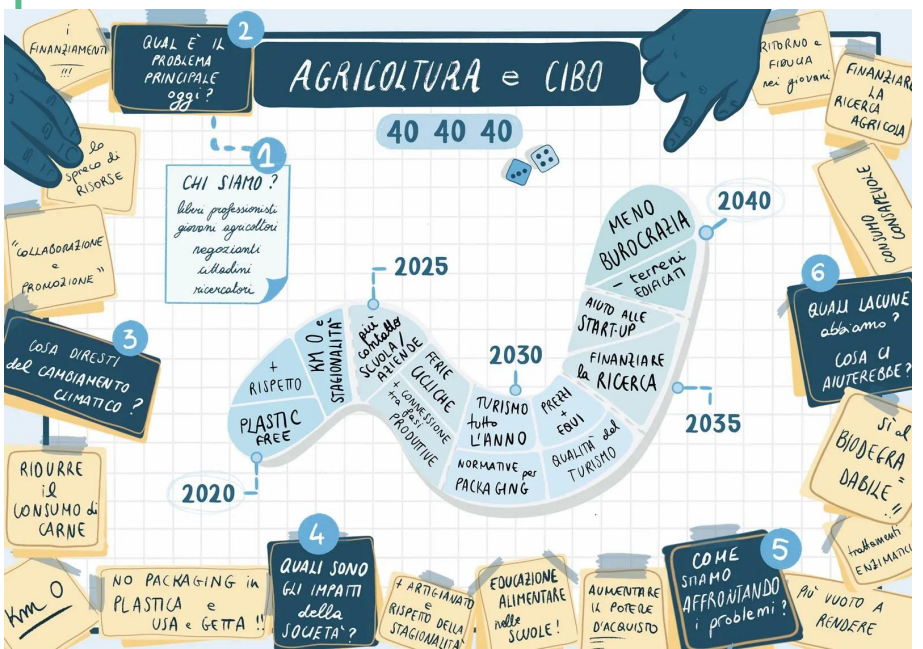 AGRICOLTURA e CIBO
40 40 40
1
CHI SIAMO?
liberi professionisti
giovani agricoltori
negozianti
cittadini
ricercatori
2
QUAL È IL
PROBLEMA
PRINCIPALE
oggi?
i
FINANZIAMENTI
!!!
lo
spreco di
RISORSE
"COLLABORAZIONE
e
PROMOZIONE"
3
COSA DIRESTI
del CAMBIAMENTO
CLIMATICO?
RIDURRE
il
CONSUMO di
CARNE
Km 0
NO PACKAGING in
PLASTICA e
USA e GETTA !!
4
QUALI SONO
GLI IMPATTI
della
SOCIETA'?
+ ARTIGIANATO
e
RISPETTO DELLA
STAGIONALITA'
EDUCAZIONE
ALIMENTARE
nelle
SCUOLE!
AUMENTARE
IL POTERE
D'ACQUISTO
5
COME
STIAMO
AFFRONTANDO
i problemi?
PIÙ VUOTO A
RENDERE
trattamenti
ENZIMATICI
Sì al
BIODEGRA
DABILE"
!!
6
QUALI LACUNE
abbiamo?
COSA CI
AIUTEREBBE?
CONSUMO
CONSAPEVOLE
FINANZIARE
LA
RICERCA
AGRICOLA
RITORNO e
FIDUCIA
nei giovani
2020
PLASTIC
FREE
+
RISPETTO
KM 0 e
STAGIONALITA'
2025
più
contatto
SCUOLA/
AZIENDE
+ CONNESSIONE
tra fasi
PRODUTTIVE
FERIE
CICLICHE
2030
TURISMO
tutto
L'ANNO
NORMATIVE per
PACKAGING
PREZZI
+
EQUI
QUALITÀ del
TURISMO
2035
FINANZIARE
la RICERCA
AIUTO ALLE
START-UP
2040
- terreni
EDIFICATI
MENO
BUROCRAZIA